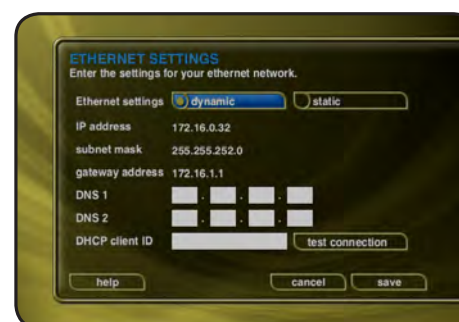 ETHERNET SETTINGS
Enter the settings for your ethernet network.
Ethernet settings dynamic static
IP address 172.16.0.32
subnet mask 255.255.252.0
gateway address 172.16.1.1
DNS 1 . . .
DNS 2 . . .
DHCP client ID test connection
help cancel save